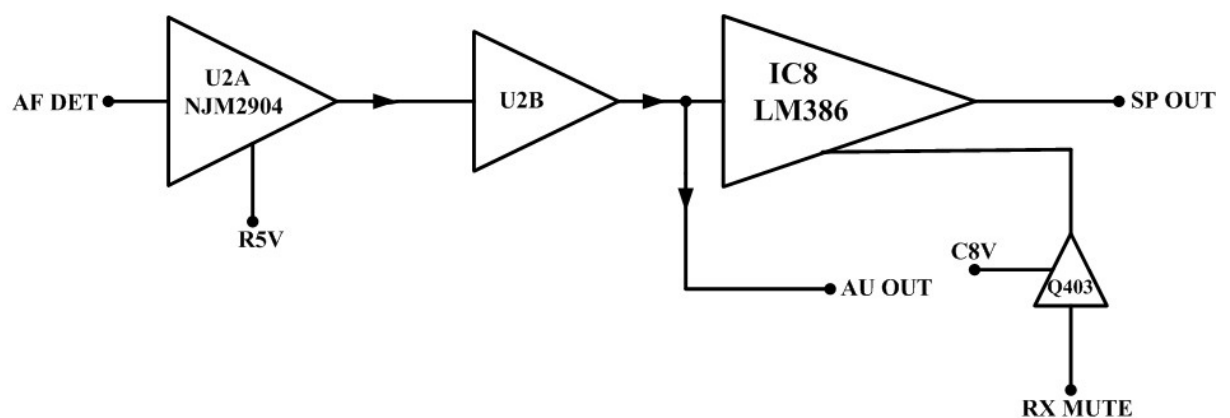 AF DET
U2A
NJM2904
R5V
U2B
IC8
LM386
SP OUT
AU OUT
C8V
Q403
RX MUTE